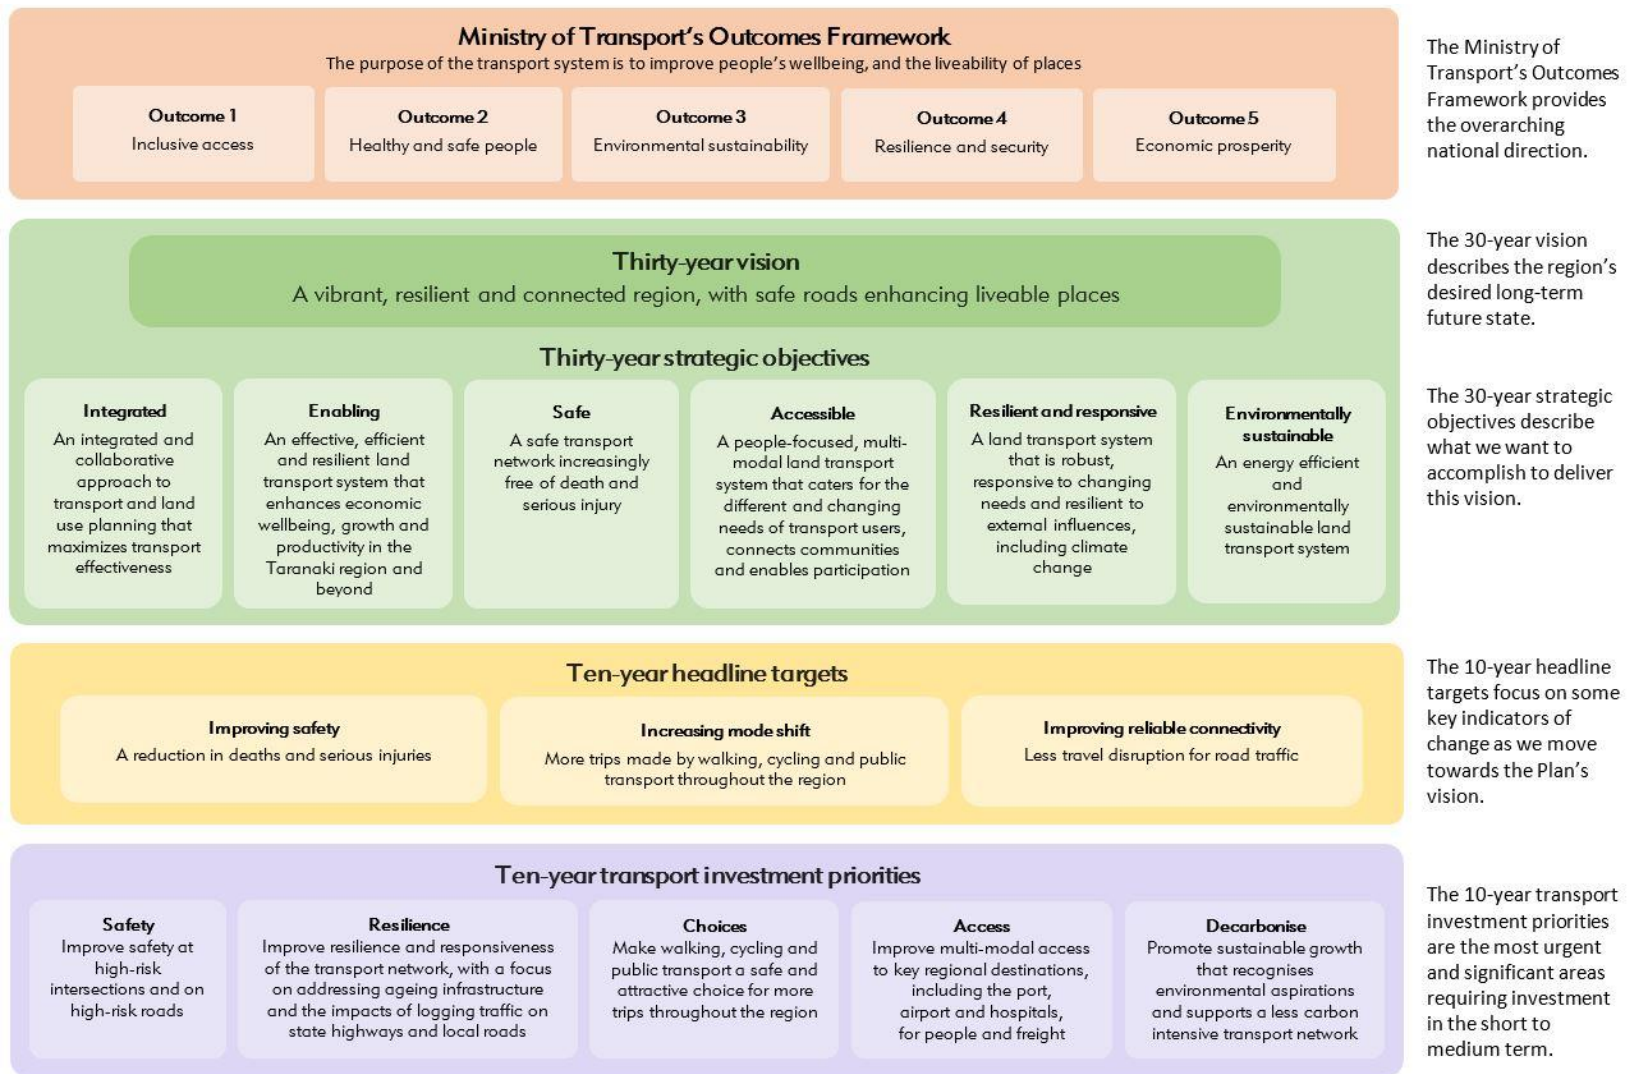 Ministry of Transport's Outcomes Framework
The purpose of the transport system is to improve people's wellbeing, and the liveability of places
Outcome 1
Inclusive access
Outcome 2
Healthy and safe people
Outcome 3
Environmental sustainability
Outcome 4
Resilience and security
Outcome 5
Economic prosperity
The Ministry of
Transport's Outcomes
Framework provides
the overarching
national direction.
Thirty-year vision
A vibrant, resilient and connected region, with safe roads enhancing liveable places
The 30-year vision
describes the region's
desired long-term
future state.
Thirty-year strategic objectives
Integrated
An integrated and
collaborative
approach to
transport and land
use planning that
maximizes transport
effectiveness
Enabling
An effective, efficient
and resilient land
transport system that
enhances economic
wellbeing, growth and
productivity in the
Taranaki region and
beyond
Safe
A safe transport
network increasingly
free of death and
serious injury
Accessible
A people-focused, multi-
modal land transport
system that caters for the
different and changing
needs of transport users,
connects communities
and enables participation
Resilient and responsive
A land transport system
that is robust,
responsive to changing
needs and resilient to
external influences,
including climate
change
Environmentally
sustainable
An energy efficient
and
environmentally
sustainable land
transport system
The 30-year strategic
objectives describe
what we want to
accomplish to deliver
this vision.
Ten-year headline targets
Improving safety
A reduction in deaths and serious injuries
Increasing mode shift
More trips made by walking, cycling and public
transport throughout the region
Improving reliable connectivity
Less travel disruption for road traffic
The 10-year headline
targets focus on some
key indicators of
change as we move
towards the Plan's
vision.
Ten-year transport investment priorities
Safety
Improve safety at
high-risk
intersections and on
high-risk roads
Resilience
Improve resilience and responsiveness
of the transport network, with a focus
on addressing ageing infrastructure
and the impacts of logging traffic on
state highways and local roads
Choices
Make walking, cycling and
public transport a safe and
attractive choice for more
trips throughout the region
Access
Improve multi-modal access
to key regional destinations,
including the port,
airport and hospitals,
for people and freight
Decarbonise
Promote sustainable growth
that recognises
environmental aspirations
and supports a less carbon
intensive transport network
The 10-year transport
investment priorities
are the most urgent
and significant areas
requiring investment
in the short to
medium term.